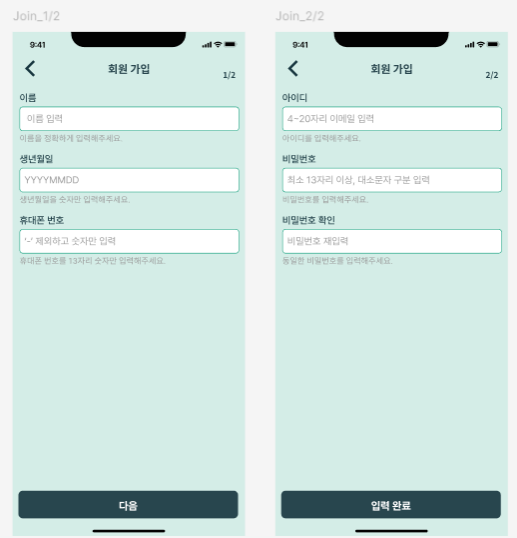 Join_1/2
9:41
회원 가입
1/2
이름
이름 입력
이름을 정확하게 입력해주세요.
생년월일
YYYYMMDD
생년월일을 숫자만 입력해주세요.
휴대폰 번호
'-' 제외하고 숫자만 입력
휴대폰 번호를 13자리 숫자만 입력해주세요.
다음
Join_2/2
9:41
회원 가입
2/2
아이디
4~20자리 이메일 입력
아이디를 입력해주세요.
비밀번호
최소 13자리 이상, 대소문자 구분 입력
비밀번호를 입력해주세요.
비밀번호 확인
비밀번호 재입력
동일한 비밀번호를 입력해주세요.
입력 완료